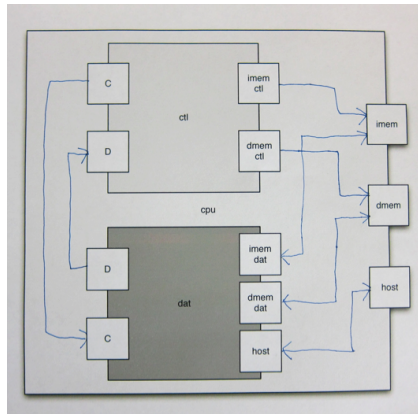 C
imem
ctl
ctl
imem
D
dmem
ctl
dmem
cpu
D
imem
dat
dat
dmem
dat
host
C
host